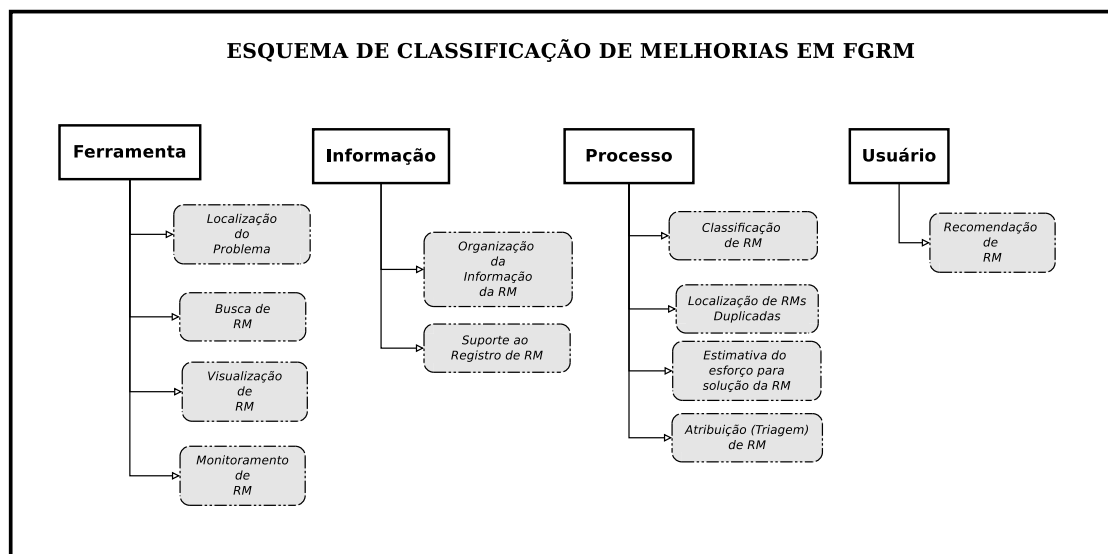 ESQUEMA DE CLASSIFICAÇÃO DE MELHORIAS EM FGRM
Ferramenta
Localização
do
Problema
Busca de
RM
Visualização
de
RM
Monitoramento
de
RM
Informação
Organização
da
Informação
da RM
Suporte ao
Registro de RM
Processo
Classificação
de RM
Localização de RMs
Duplicadas
Estimativa do
esforço para
solução da RM
Atribuição (Triagem)
de RM
Usuário
Recomendação
de
RM